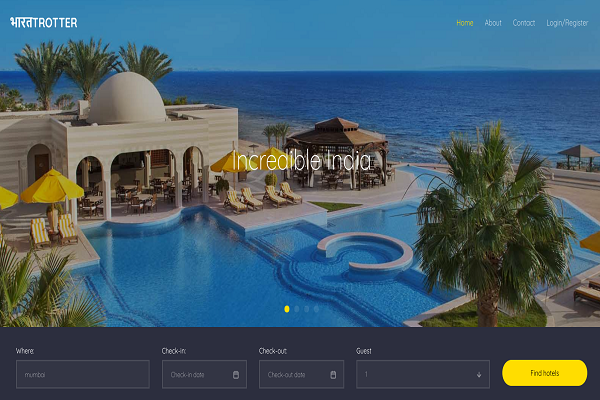 भारतTROTTER
Home About Contact Login/Register
Incredible India
Where: Check-in: Check-out: Guest
mumbai Check-in date Check-out date 1 Find hotels